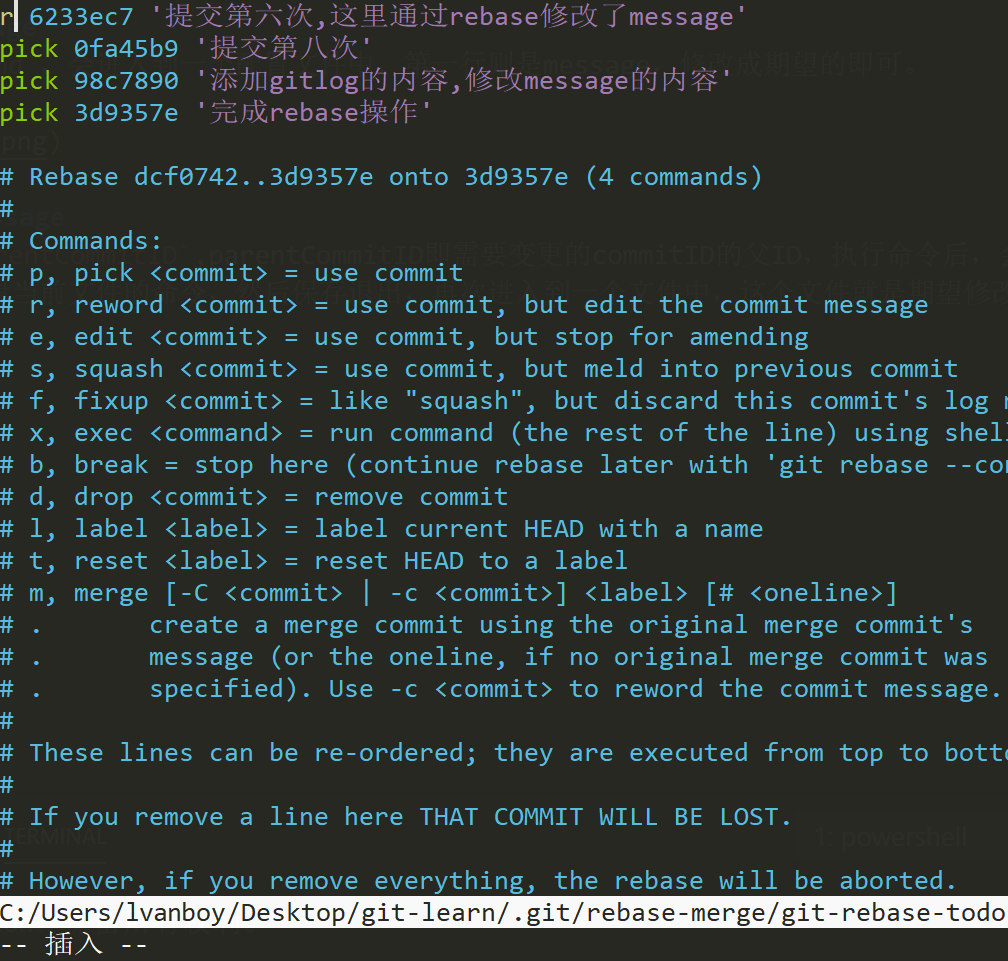 r 6233ec7 '提交第六次,这里通过rebase修改了message'
pick 0fa45b9 '提交第八次'
pick 98c7890 '添加gitlog的内容,修改message的内容'
pick 3d9357e '完成rebase操作'
# Rebase dcf0742..3d9357e onto 3d9357e (4 commands)
#
# Commands:
# p, pick <commit> = use commit
# r, reword <commit> = use commit, but edit the commit message
# e, edit <commit> = use commit, but stop for amending
# s, squash <commit> = use commit, but meld into previous commit
# f, fixup <commit> = like "squash", but discard this commit's log
# x, exec <command> = run command (the rest of the line) using shell
# b, break = stop here (continue rebase later with 'git rebase --con
# d, drop <commit> = remove commit
# l, label <label> = label current HEAD with a name
# t, reset <label> = reset HEAD to a label
# m, merge [-C <commit> | -c <commit>] <label> [# <oneline>]
# .       create a merge commit using the original merge commit's
# .       message (or the oneline, if no original merge commit was
# .       specified). Use -c <commit> to reword the commit message.
#
# These lines can be re-ordered; they are executed from top to botto
#
# If you remove a line here THAT COMMIT WILL BE LOST.
#
# However, if you remove everything, the rebase will be aborted.
C:/Users/lvanboy/Desktop/git-learn/.git/rebase-merge/git-rebase-todo
-- 插入 --